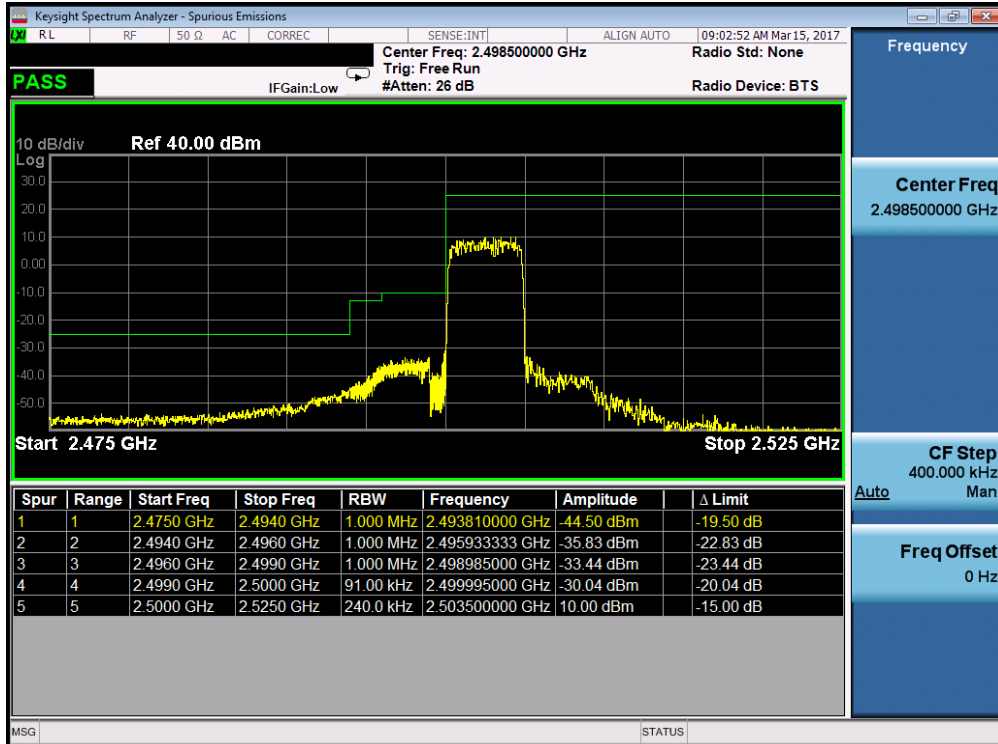 Keysight Spectrum Analyzer - Spurious Emissions
LXI RL RF 50 Ω AC CORREC SENSE:INT ALIGN AUTO 09:02:52 AM Mar 15, 2017
Center Freq: 2.498500000 GHz Radio Std: None
Trig: Free Run
PASS IFGain:Low #Atten: 26 dB Radio Device: BTS
10 dB/div Ref 40.00 dBm
Log
30.0
20.0
10.0
0.00
-10.0
-20.0
-30.0
-40.0
-50.0
Start 2.475 GHz Stop 2.525 GHz
Spur Range Start Freq Stop Freq RBW Frequency Amplitude Δ Limit
1 1 2.4750 GHz 2.4940 GHz 1.000 MHz 2.493810000 GHz -44.50 dBm -19.50 dB
2 2 2.4940 GHz 2.4960 GHz 1.000 MHz 2.495933333 GHz -35.83 dBm -22.83 dB
3 3 2.4960 GHz 2.4990 GHz 1.000 MHz 2.498985000 GHz -33.44 dBm -23.44 dB
4 4 2.4990 GHz 2.5000 GHz 91.00 kHz 2.499995000 GHz -30.04 dBm -20.04 dB
5 5 2.5000 GHz 2.5250 GHz 240.0 kHz 2.503500000 GHz 10.00 dBm -15.00 dB
MSG STATUS
Frequency
Center Freq
2.498500000 GHz
CF Step
400.000 kHz
Auto Man
Freq Offset
0 Hz